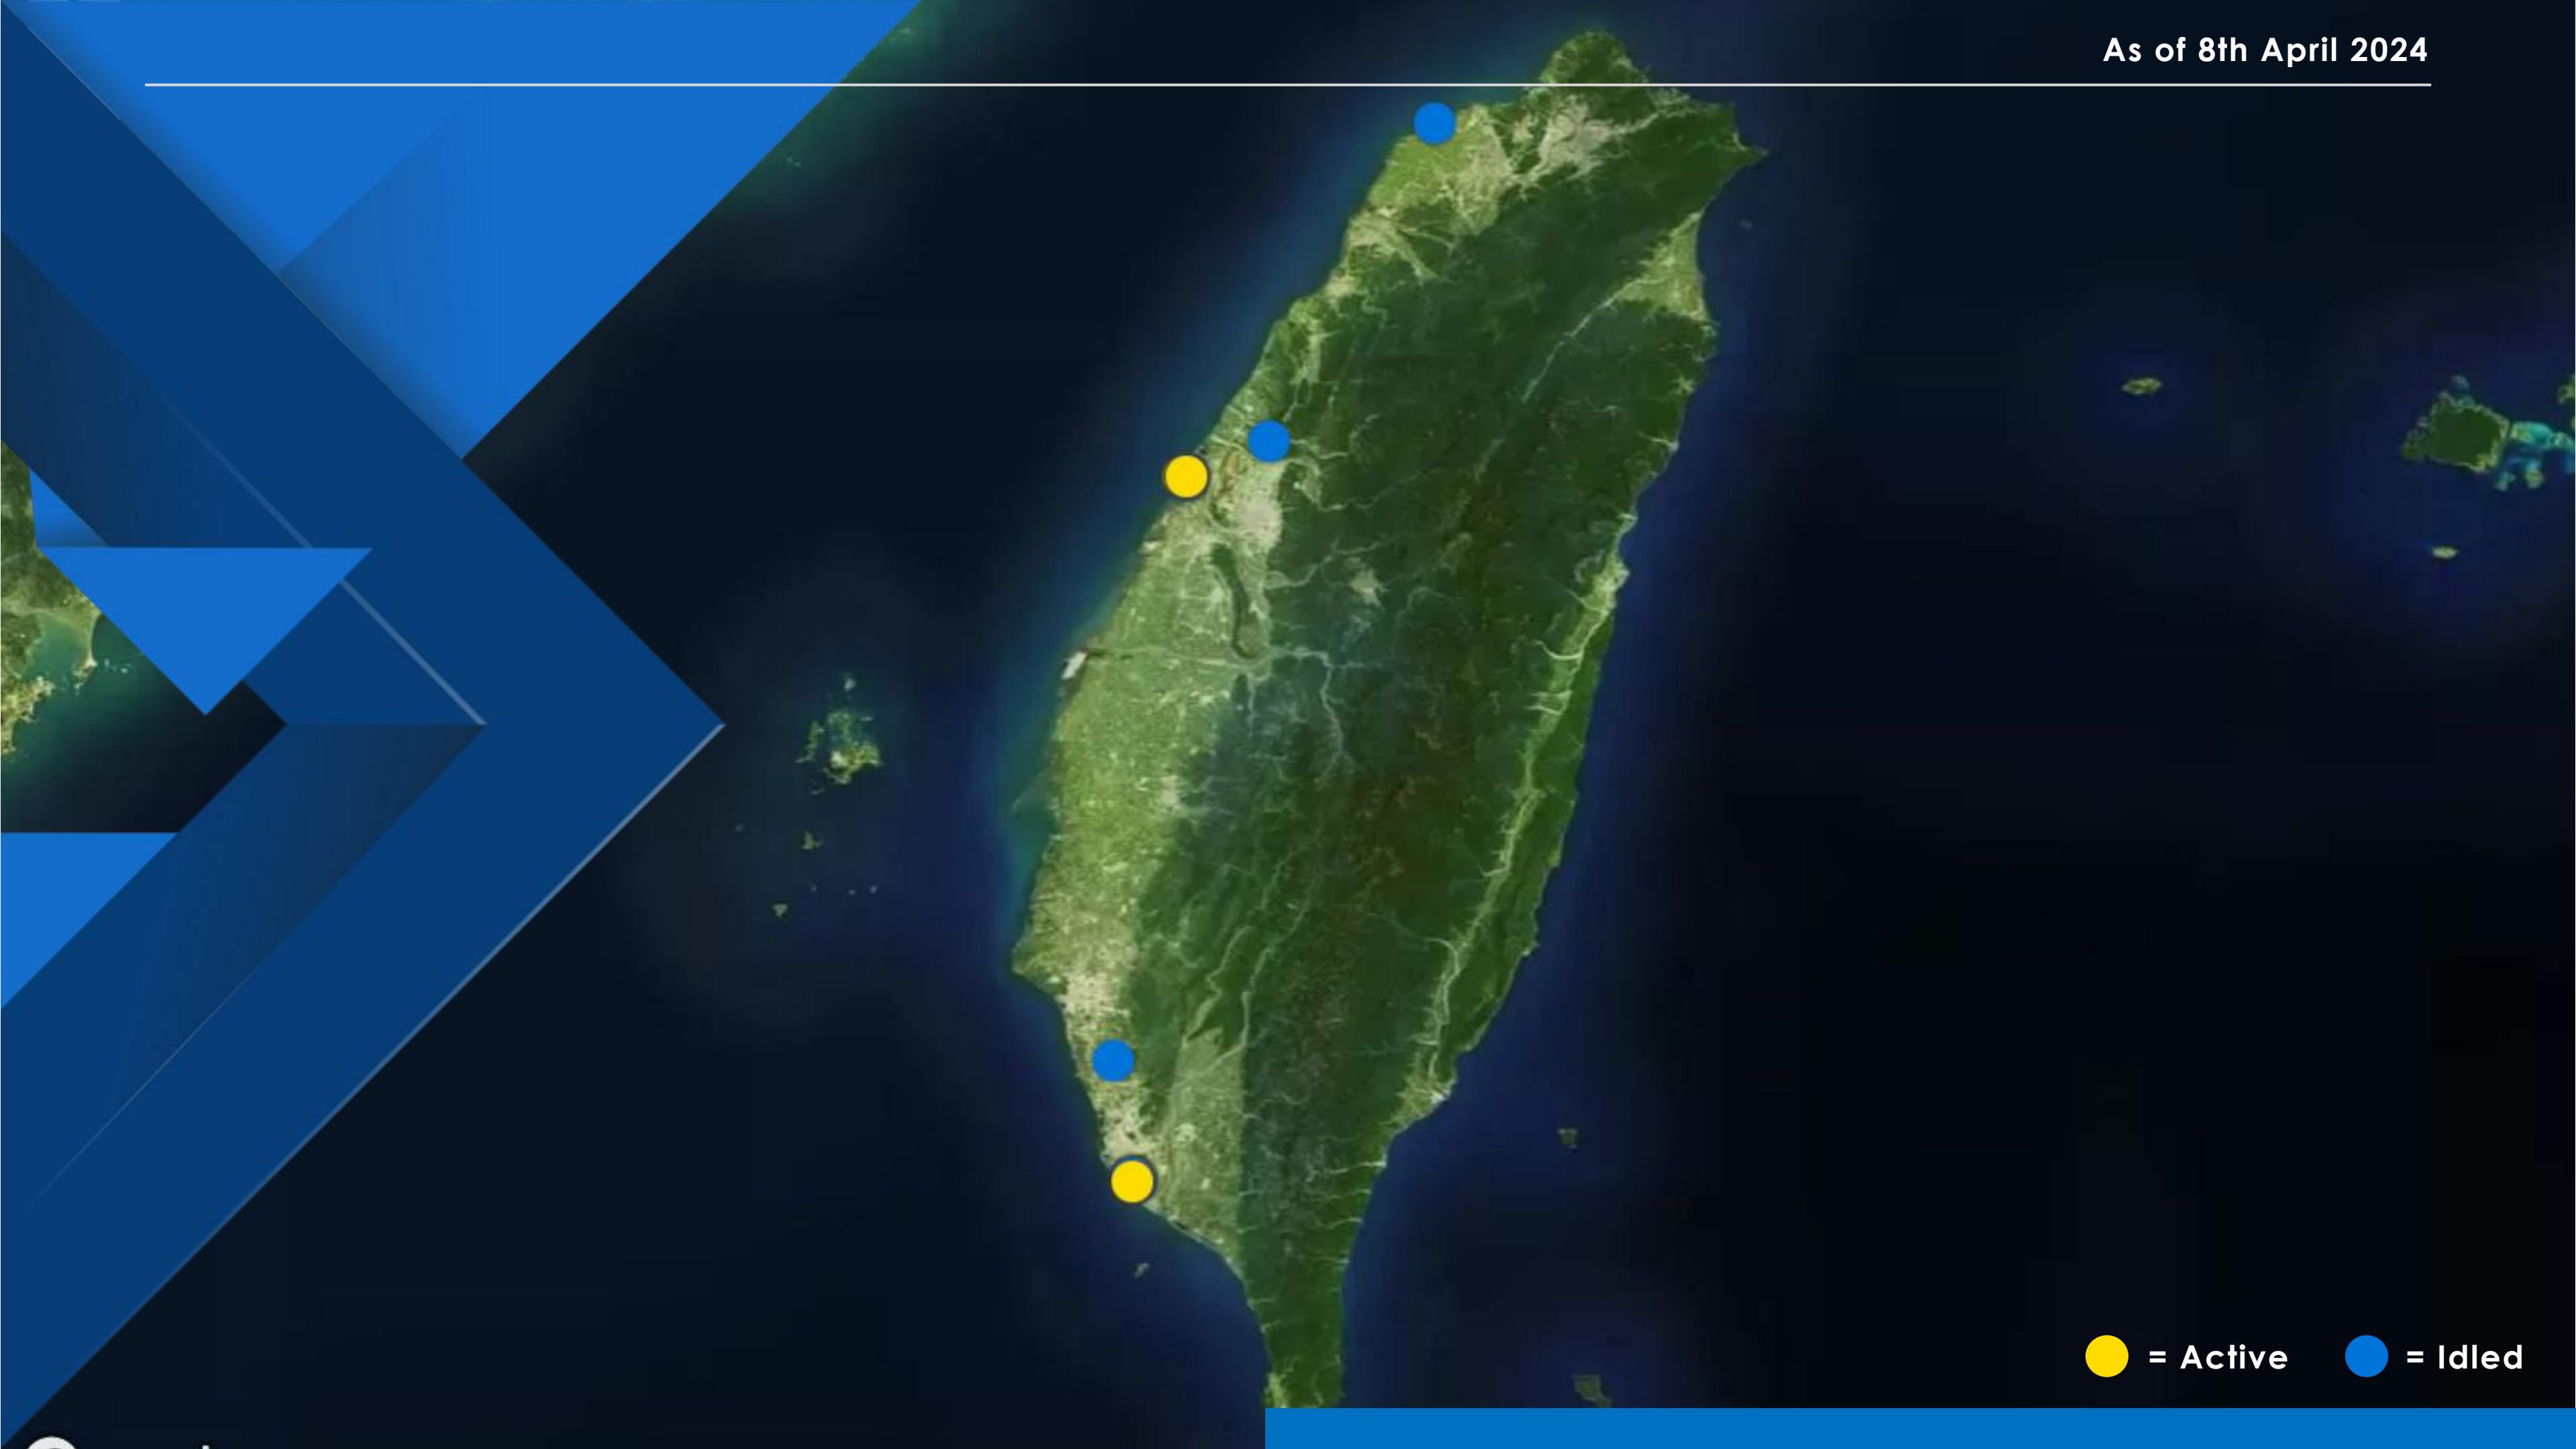 As of 8th April 2024
= Active = Idled